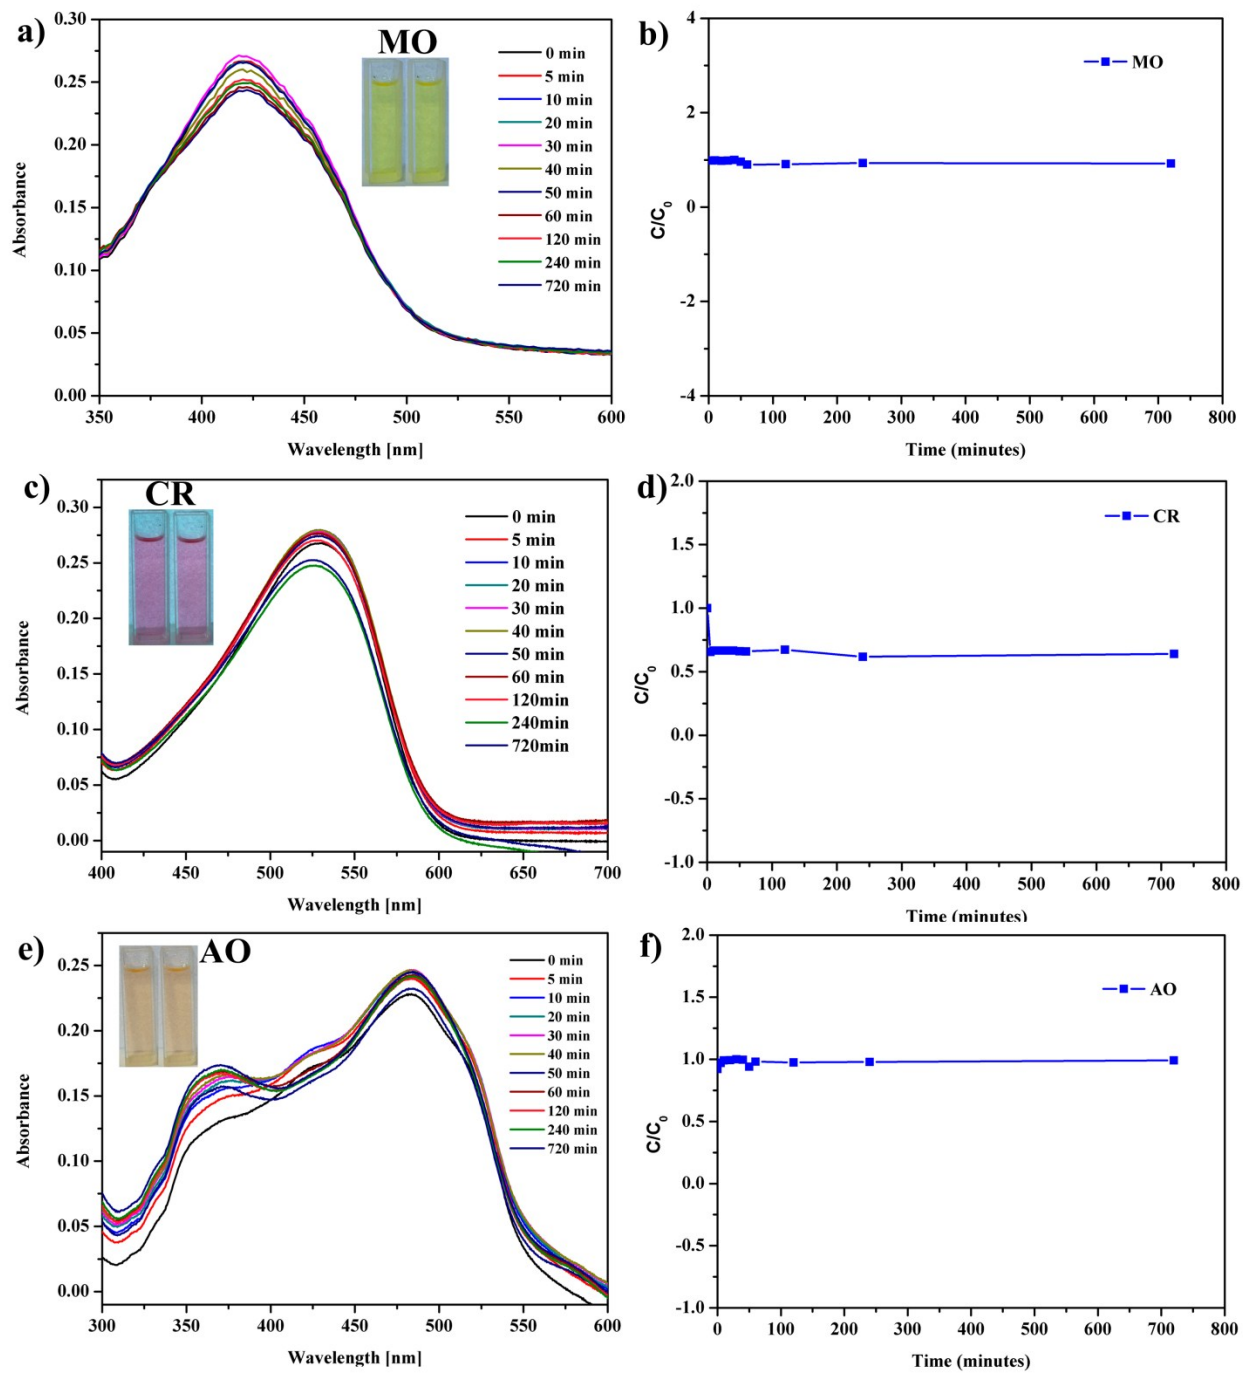 a)
MO
0.30
0.25
0.20
0.15
0.10
0.05
0.00
Absorbance
350 400 450 500 550 600
Wavelength [nm]
0 min
5 min
10 min
20 min
30 min
40 min
50 min
60 min
120 min
240 min
720 min
b)
MO
4
2
0
-2
-4
C/C0
0 100 200 300 400 500 600 700 800
Time (minutes)
c)
CR
0.30
0.25
0.20
0.15
0.10
0.05
0.00
Absorbance
400 450 500 550 600 650 700
Wavelength [nm]
0 min
5 min
10 min
20 min
30 min
40 min
50 min
60 min
120min
240min
720min
d)
CR
2.0
1.5
1.0
0.5
0.0
-0.5
-1.0
C/C0
0 100 200 300 400 500 600 700 800
Time (minutes)
e)
AO
0.25
0.20
0.15
0.10
0.05
0.00
Absorbance
300 350 400 450 500 550 600
Wavelength [nm]
0 min
5 min
10 min
20 min
30 min
40 min
50 min
60 min
120 min
240 min
720 min
f)
AO
2.0
1.5
1.0
0.5
0.0
-0.5
-1.0
C/C0
0 100 200 300 400 500 600 700 800
Time (minutes)